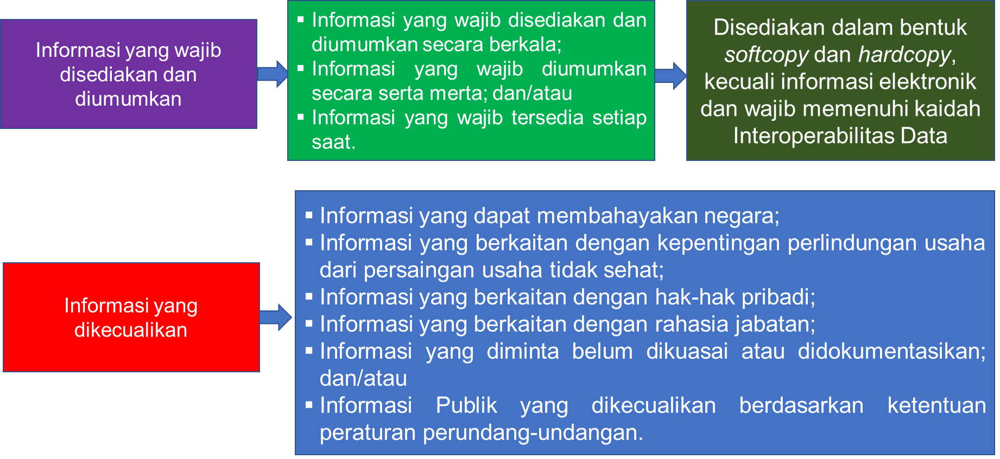 Informasi yang wajib
disediakan dan
diumumkan
▪ Informasi yang wajib disediakan dan
diumumkan secara berkala;
▪ Informasi yang wajib diumumkan
secara serta merta; dan/atau
▪ Informasi yang wajib tersedia setiap
saat.
Disediakan dalam bentuk
softcopy dan hardcopy,
kecuali informasi elektronik
dan wajib memenuhi kaidah
Interoperabilitas Data
Informasi yang
dikecualikan
▪ Informasi yang dapat membahayakan negara;
▪ Informasi yang berkaitan dengan kepentingan perlindungan usaha
dari persaingan usaha tidak sehat;
▪ Informasi yang berkaitan dengan hak-hak pribadi;
▪ Informasi yang berkaitan dengan rahasia jabatan;
▪ Informasi yang diminta belum dikuasai atau didokumentasikan;
dan/atau
▪ Informasi Publik yang dikecualikan berdasarkan ketentuan
peraturan perundang-undangan.